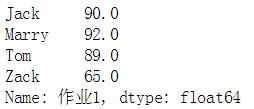 Jack     90.0
Marry    92.0
Tom      89.0
Zack     65.0
Name: 作业1, dtype: float64